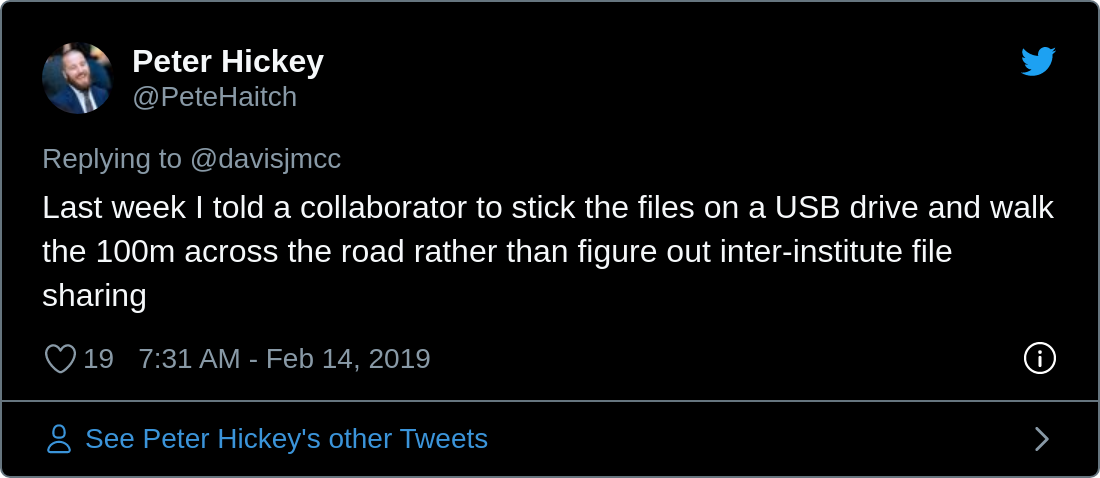 Peter Hickey
@PeteHaitch
Replying to @davisjmcc
Last week I told a collaborator to stick the files on a USB drive and walk
the 100m across the road rather than figure out inter-institute file
sharing
19 7:31 AM - Feb 14, 2019
See Peter Hickey's other Tweets